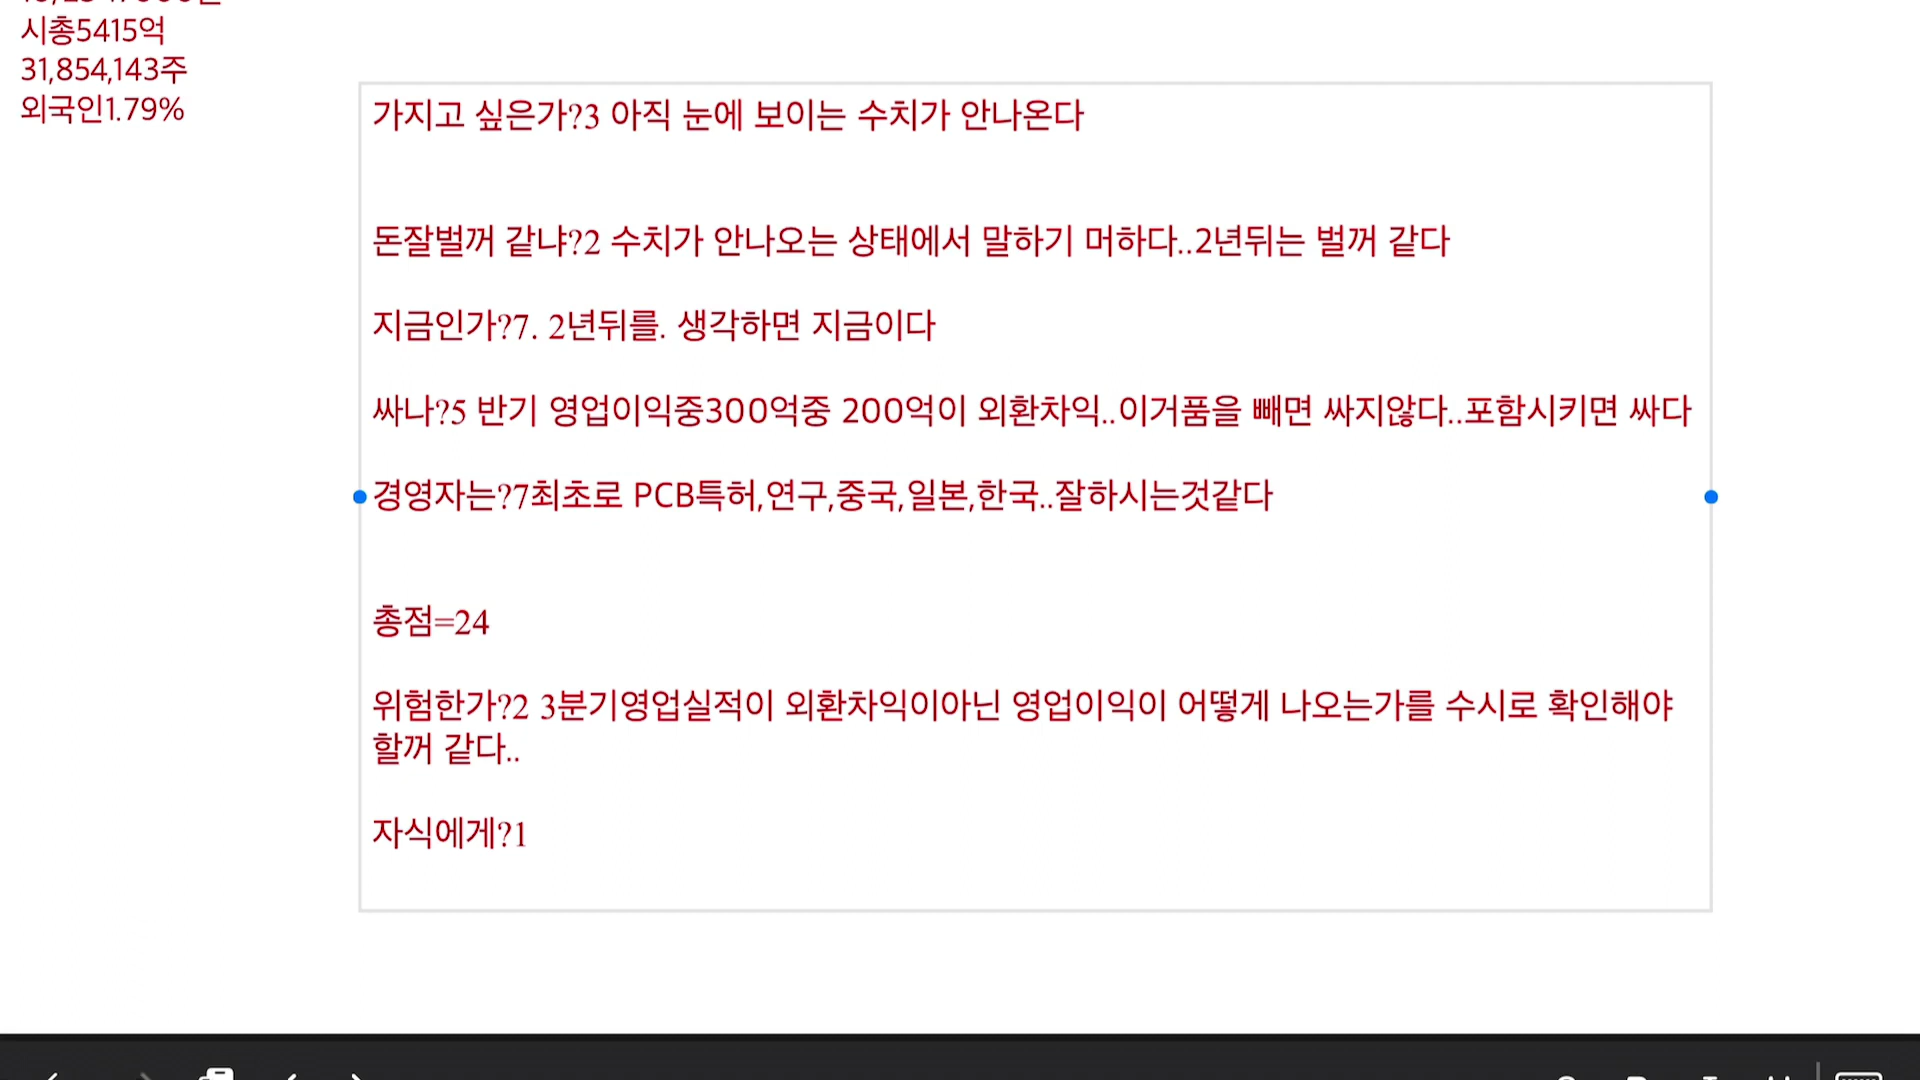 시총5415억
31,854,143주
외국인1.79%
가지고 싶은가?3 아직 눈에 보이는 수치가 안나온다
돈잘벌꺼 같냐?2 수치가 안나오는 상태에서 말하기 머하다..2년뒤는 벌꺼 같다
지금인가?7. 2년뒤를. 생각하면 지금이다
싸나?5 반기 영업이익중300억중 200억이 외환차익..이거품을 빼면 싸지않다..포함시키면 싸다
경영자는?7최초로 PCB특허,연구,중국,일본,한국..잘하시는것같다
총점=24
위험한가?2 3분기영업실적이 외환차익이아닌 영업이익이 어떻게 나오는가를 수시로 확인해야
할꺼 같다..
자식에게?1